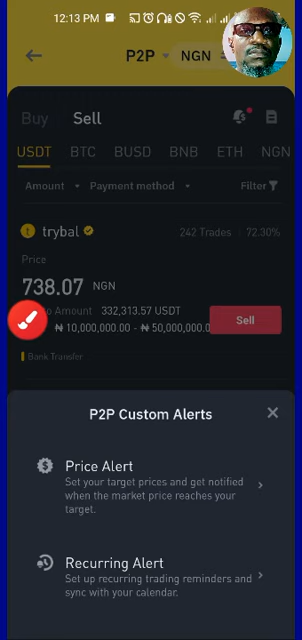 12:13 PM
P2P NGN
Buy Sell
USDT BTC BUSD BNB ETH NGN
Amount Payment method Filter
trybal 242 Trades 72.30%
Price
738.07 NGN
o Amount 332,313.57 USDT
₦ 10,000,000.00 - ₦ 50,000,000.0
Sell
Bank Transfer
P2P Custom Alerts
Price Alert
Set your target prices and get notified
when the market price reaches your
target.
Recurring Alert
Set up recurring trading reminders and
sync with your calendar.